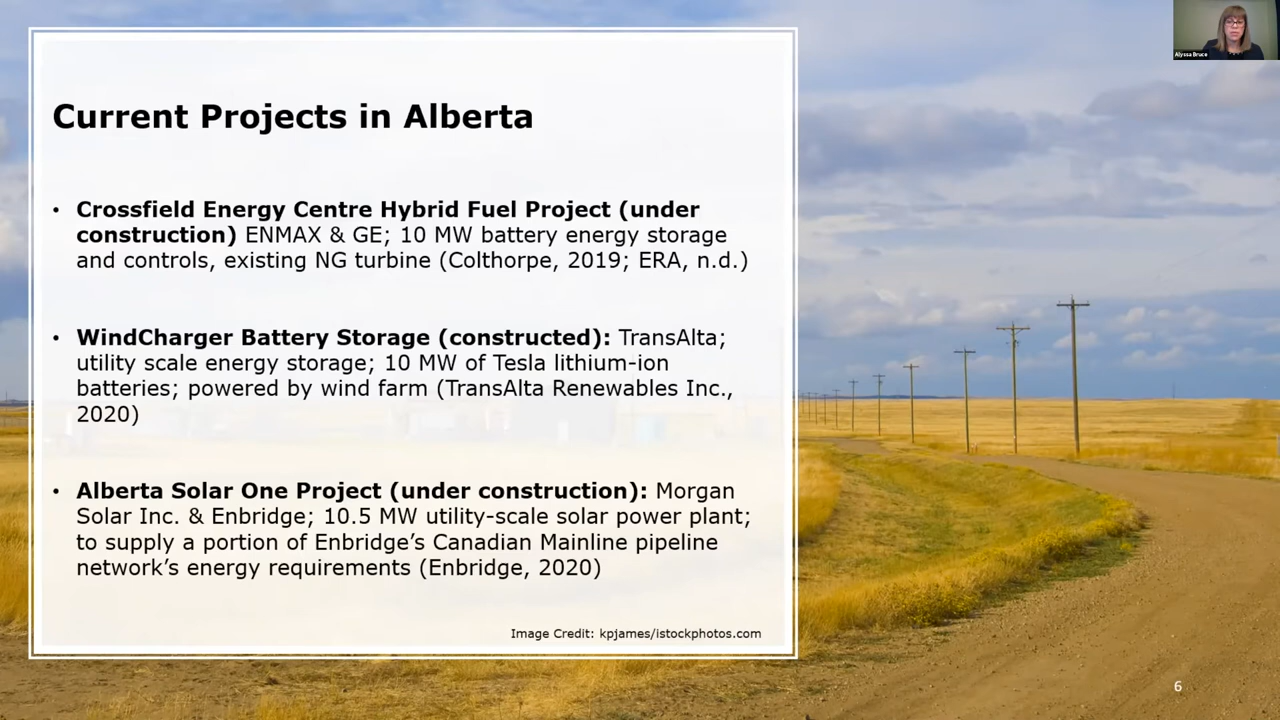 Alyssa Bruce
Current Projects in Alberta
• Crossfield Energy Centre Hybrid Fuel Project (under
construction) ENMAX & GE; 10 MW battery energy storage
and controls, existing NG turbine (Colthorpe, 2019; ERA, n.d.)
• WindCharger Battery Storage (constructed): TransAlta;
utility scale energy storage; 10 MW of Tesla lithium-ion
batteries; powered by wind farm (TransAlta Renewables Inc.,
2020)
• Alberta Solar One Project (under construction): Morgan
Solar Inc. & Enbridge; 10.5 MW utility-scale solar power plant;
to supply a portion of Enbridge’s Canadian Mainline pipeline
network’s energy requirements (Enbridge, 2020)
Image Credit: kpjames/istockphotos.com
6